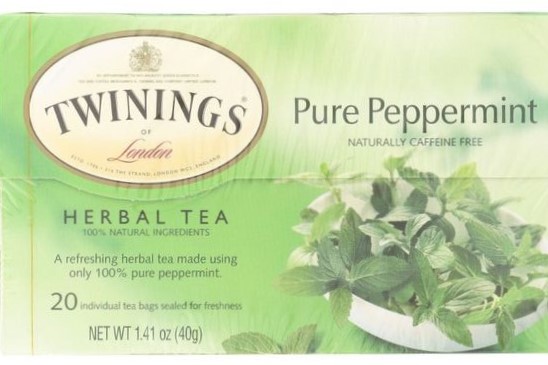 TWININGS®
OF
London
Pure Peppermint
NATURALLY CAFFEINE FREE
HERBAL TEA
100% NATURAL INGREDIENTS
A refreshing herbal tea made using
only 100% pure peppermint.
20 individual tea bags sealed for freshness
NET WT 1.41 oz (40g)